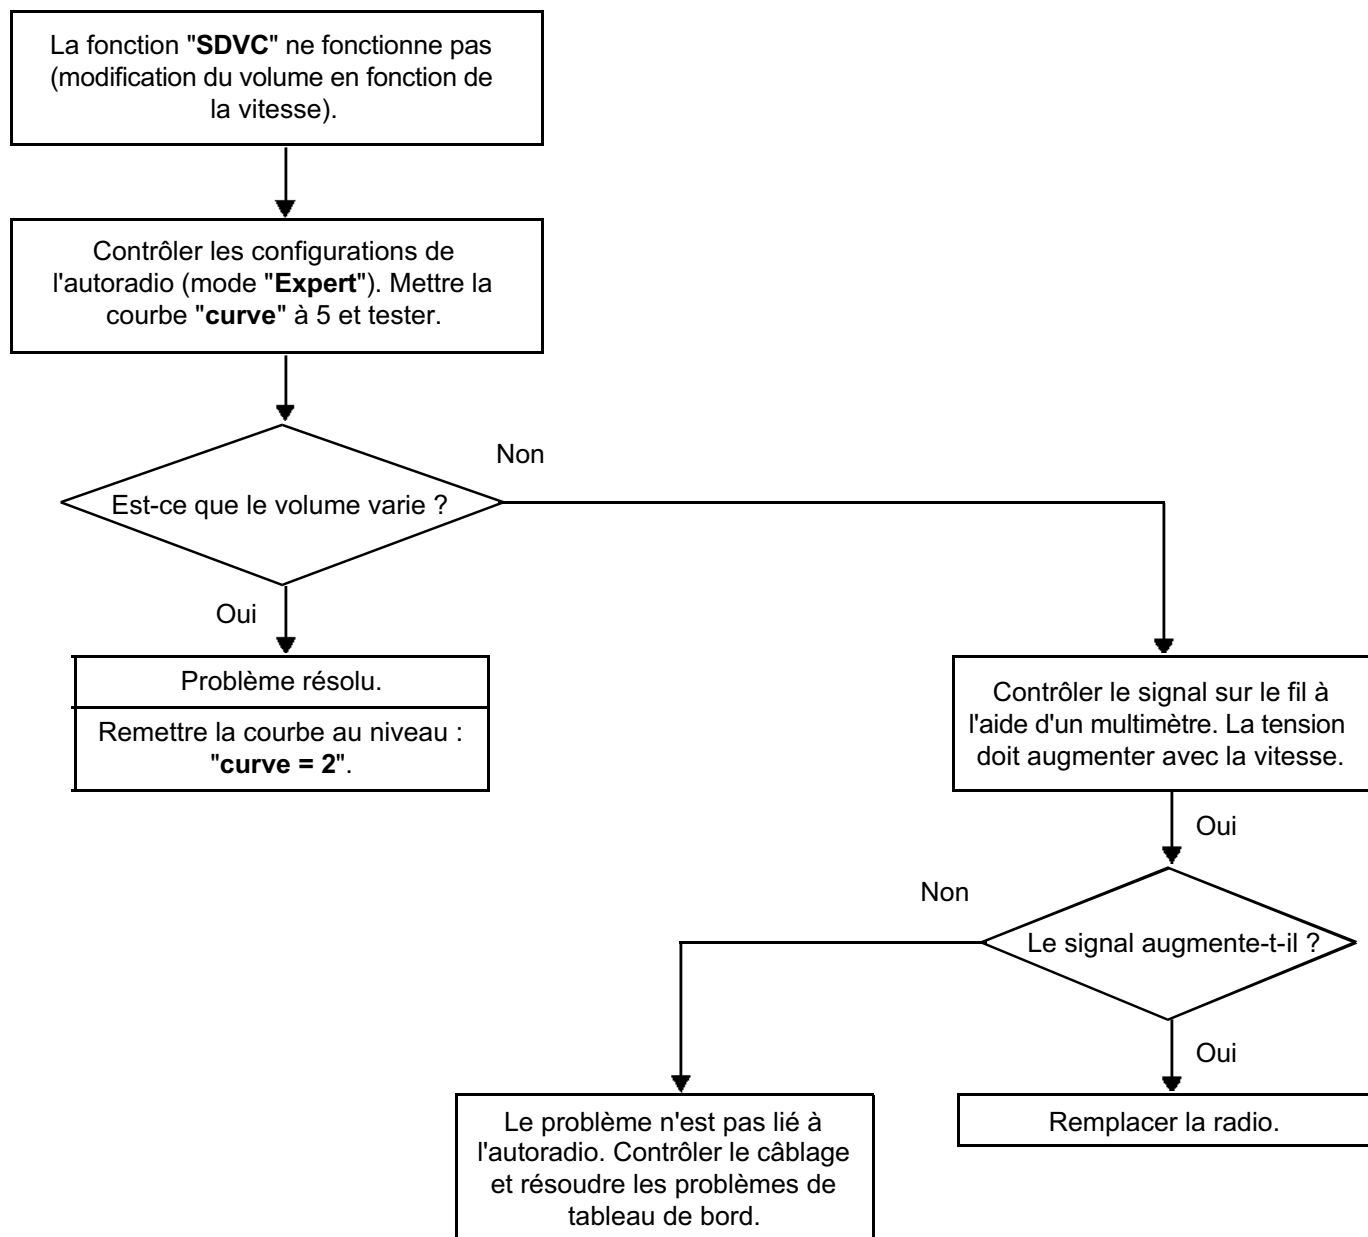 La fonction "SDVC" ne fonctionne pas
(modification du volume en fonction de
la vitesse).
Contrôler les configurations de
l'autoradio (mode "Expert"). Mettre la
courbe "curve" à 5 et tester.
Non
Est-ce que le volume varie ?
Oui
Problème résolu.
Remettre la courbe au niveau :
"curve = 2".
Contrôler le signal sur le fil à
l'aide d'un multimètre. La tension
doit augmenter avec la vitesse.
Oui
Non
Le signal augmente-t-il ?
Oui
Le problème n'est pas lié à
l'autoradio. Contrôler le câblage
et résoudre les problèmes de
tableau de bord.
Remplacer la radio.